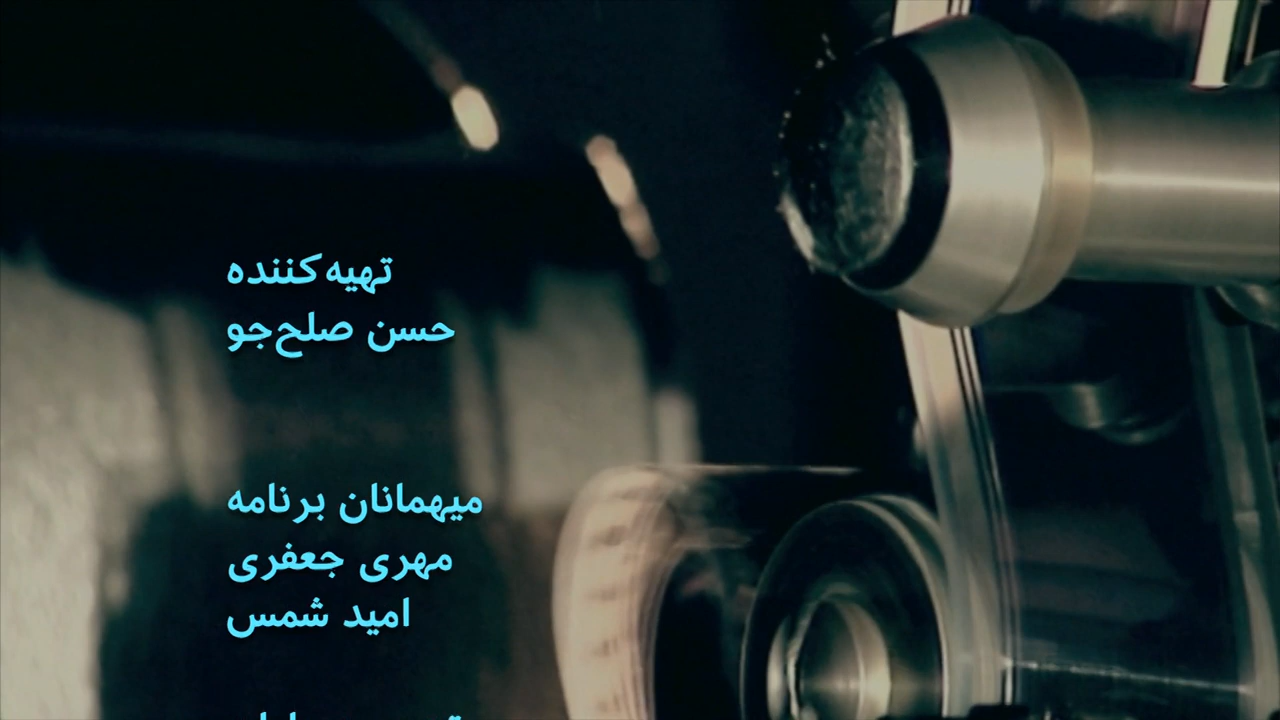 تهیه‌کننده
حسن صلح‌جو
میهمانان برنامه
مهری جعفری
امید شمس